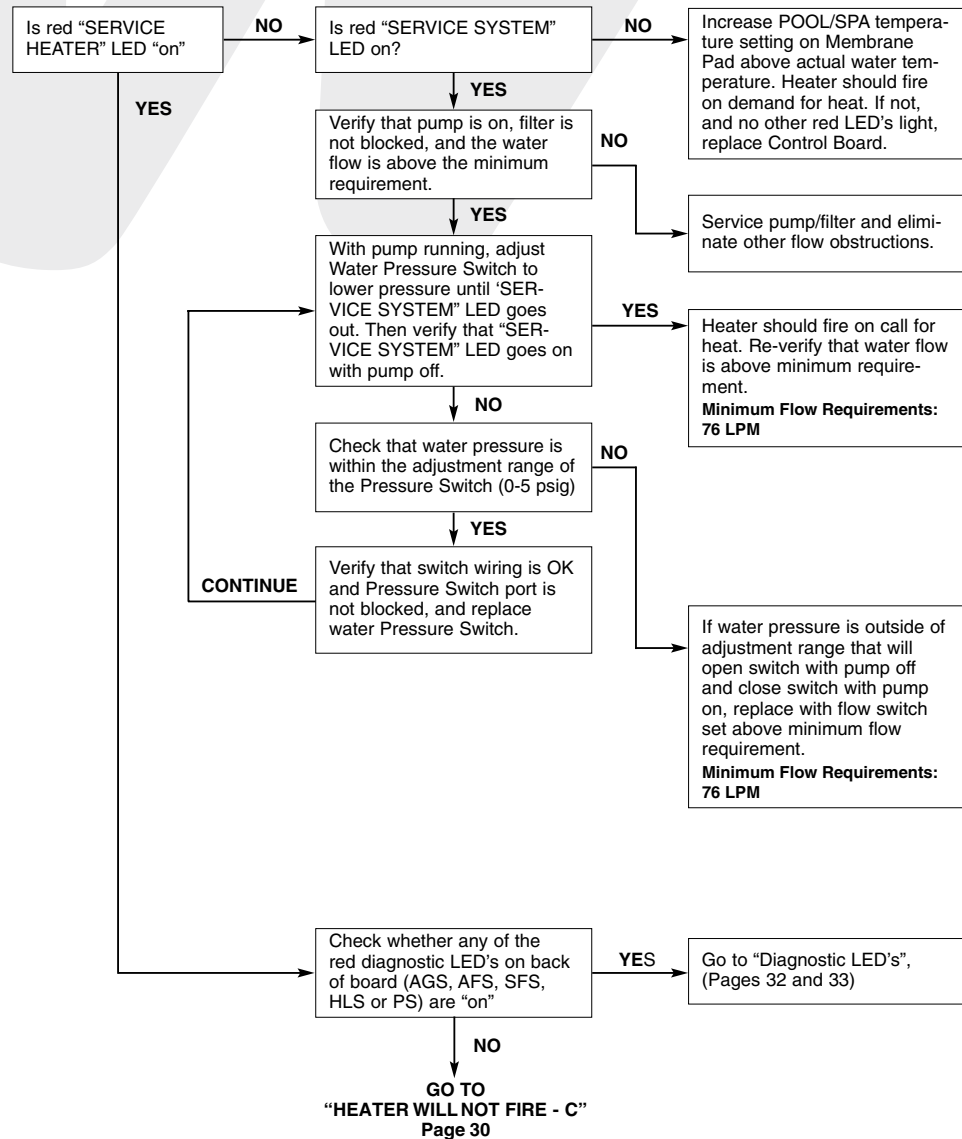 Is red “SERVICE
HEATER” LED “on”
NO
Is red “SERVICE SYSTEM”
LED on?
NO
Increase POOL/SPA tempera-
ture setting on Membrane
Pad above actual water tem-
perature. Heater should fire
on demand for heat. If not,
and no other red LED’s light,
replace Control Board.
YES
YES
Verify that pump is on, filter is
not blocked, and the water
flow is above the minimum
requirement.
NO
Service pump/filter and elimi-
nate other flow obstructions.
YES
With pump running, adjust
Water Pressure Switch to
lower pressure until ‘SER-
VICE SYSTEM” LED goes
out. Then verify that “SER-
VICE SYSTEM” LED goes on
with pump off.
YES
Heater should fire on call for
heat. Re-verify that water flow
is above minimum require-
ment.
Minimum Flow Requirements:
76 LPM
NO
Check that water pressure is
within the adjustment range of
the Pressure Switch (0-5 psig)
NO
YES
CONTINUE
Verify that switch wiring is OK
and Pressure Switch port is
not blocked, and replace
water Pressure Switch.
If water pressure is outside of
adjustment range that will
open switch with pump off
and close switch with pump
on, replace with flow switch
set above minimum flow
requirement.
Minimum Flow Requirements:
76 LPM
Check whether any of the
red diagnostic LED’s on back
of board (AGS, AFS, SFS,
HLS or PS) are “on”
YES
Go to “Diagnostic LED’s”,
(Pages 32 and 33)
NO
GO TO
“HEATER WILL NOT FIRE - C”
Page 30